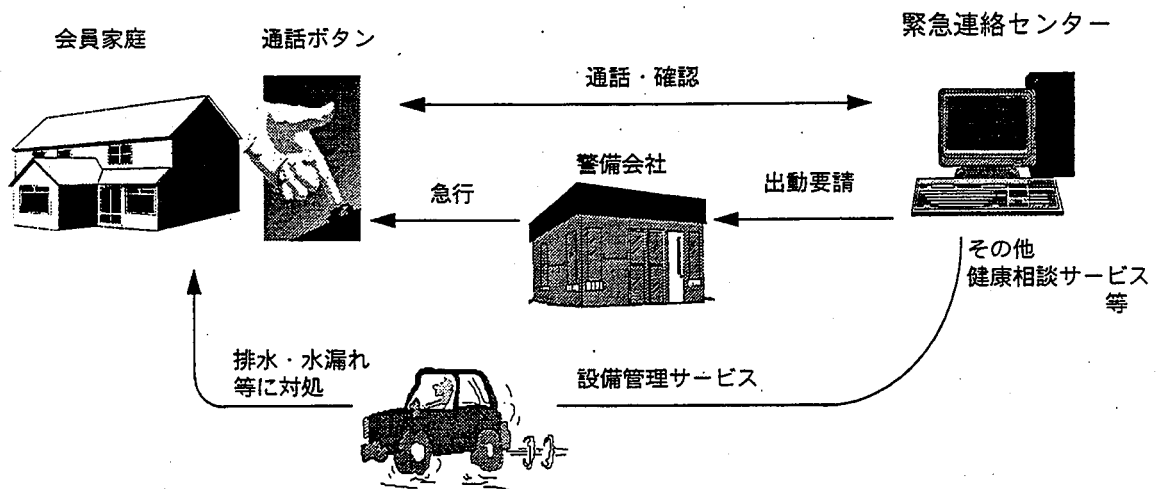 会員家庭
通話ボタン
緊急連絡センター
通話・確認
警備会社
急行
出動要請
その他
健康相談サービス
等
排水・水漏れ
等に対処
設備管理サービス